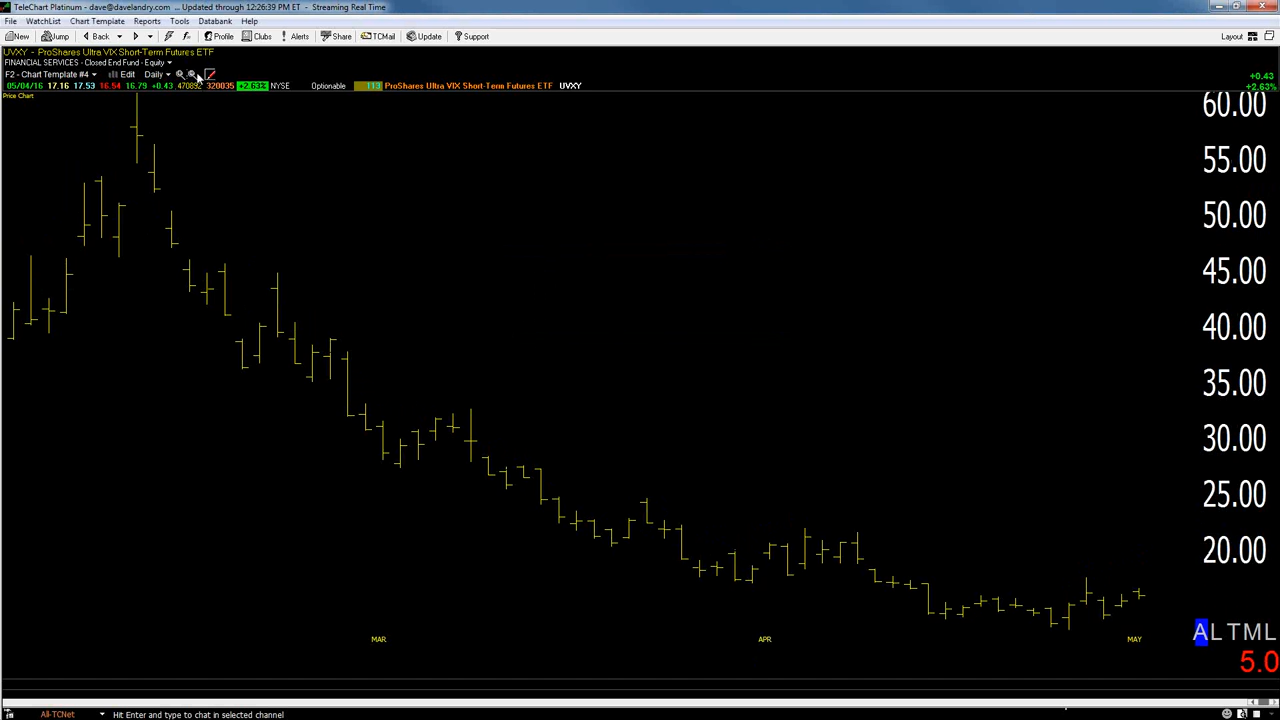 TeleChart Platinum - dave@davelandry.com ... Updated through 12:26:39 PM ET - Streaming Real Time
File WatchList Chart Template Reports Tools Databank Help
New Jump Back Profile Clubs Alerts Share TCMail Update Support Layout
UVXY - ProShares Ultra VIX Short-Term Futures ETF
FINANCIAL SERVICES - Closed End Fund - Equity
F2 - Chart Template #4 Edit Daily
+0.43
05/04/16 17.16 17.53 16.54 16.79 +0.43 320035 +2.63% NYSE Optionable 113 ProShares Ultra VIX Short-Term Futures ETF UVXY
+2.63%
Price Chart
60.00
55.00
50.00
45.00
40.00
35.00
30.00
25.00
20.00
ALTML
MAR APR MAY
5.0
All-TCNet Hit Enter and type to chat in selected channel